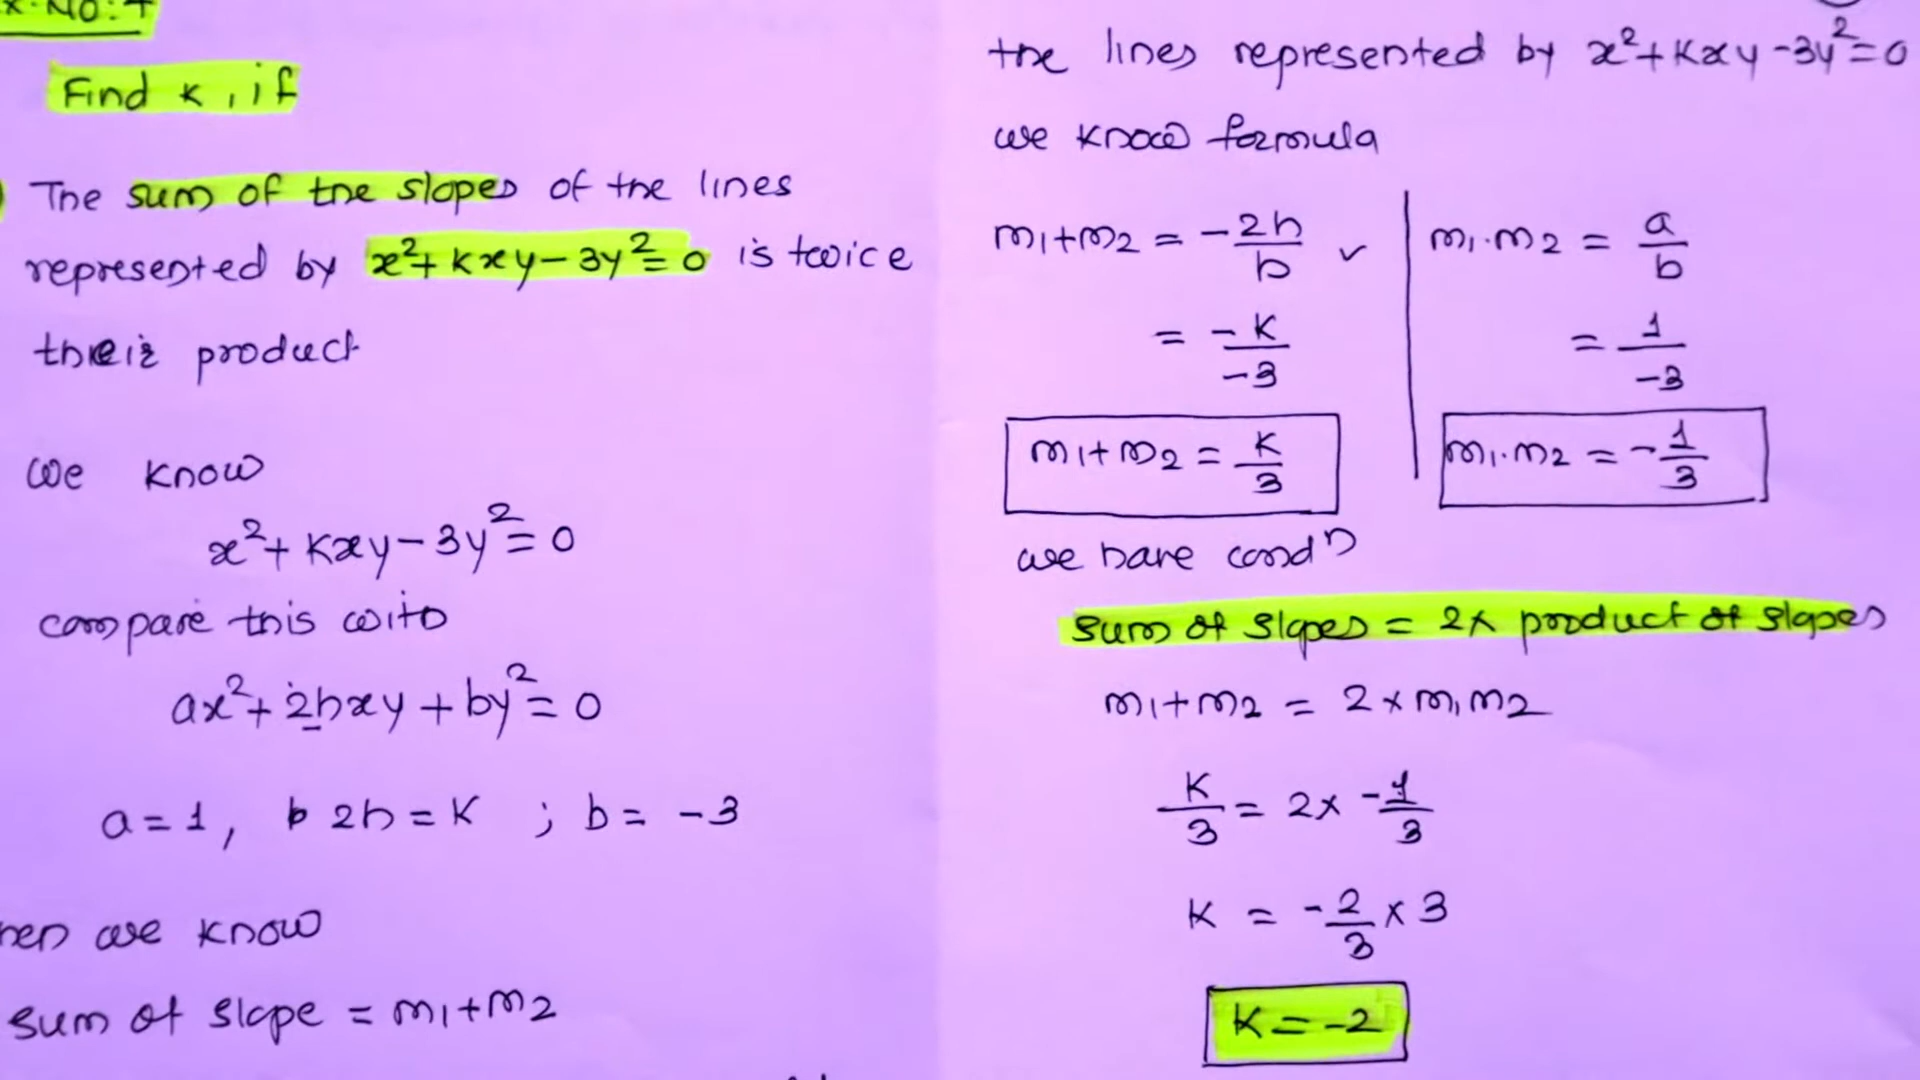 Find K, if
The sum of the slopes of the lines
represented by x²+kxy-3y²=0 is twice
their product
we know
x²+Kxy-3y²=0
compare this with
ax²+2hxy+by²=0
a=1, 2h=K ; b= -3
we know
sum of slope = m1+m2
the lines represented by x²+Kxy-3y²=0
we know formula
m1+m2 = -2h/b ✓ | m1.m2 = a/b
= -K/-3 | = 1/-3
m1+m2 = K/3 | m1.m2 = -1/3
we have condn
sum of slopes = 2x product of slopes
m1+m2 = 2×m1m2
K/3 = 2x -1/3
K = -2/3 x 3
K = -2